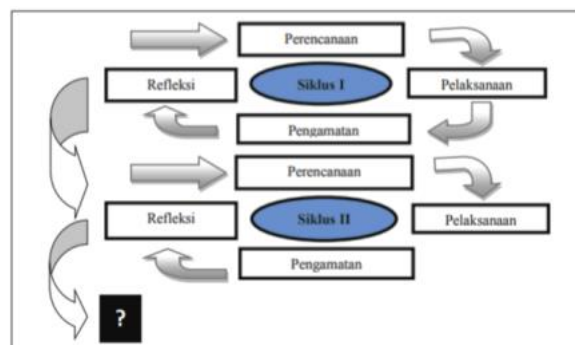 Perencanaan
Refleksi
Siklus I
Pelaksanaan
Pengamatan
Perencanaan
Refleksi
Siklus II
Pelaksanaan
Pengamatan
?